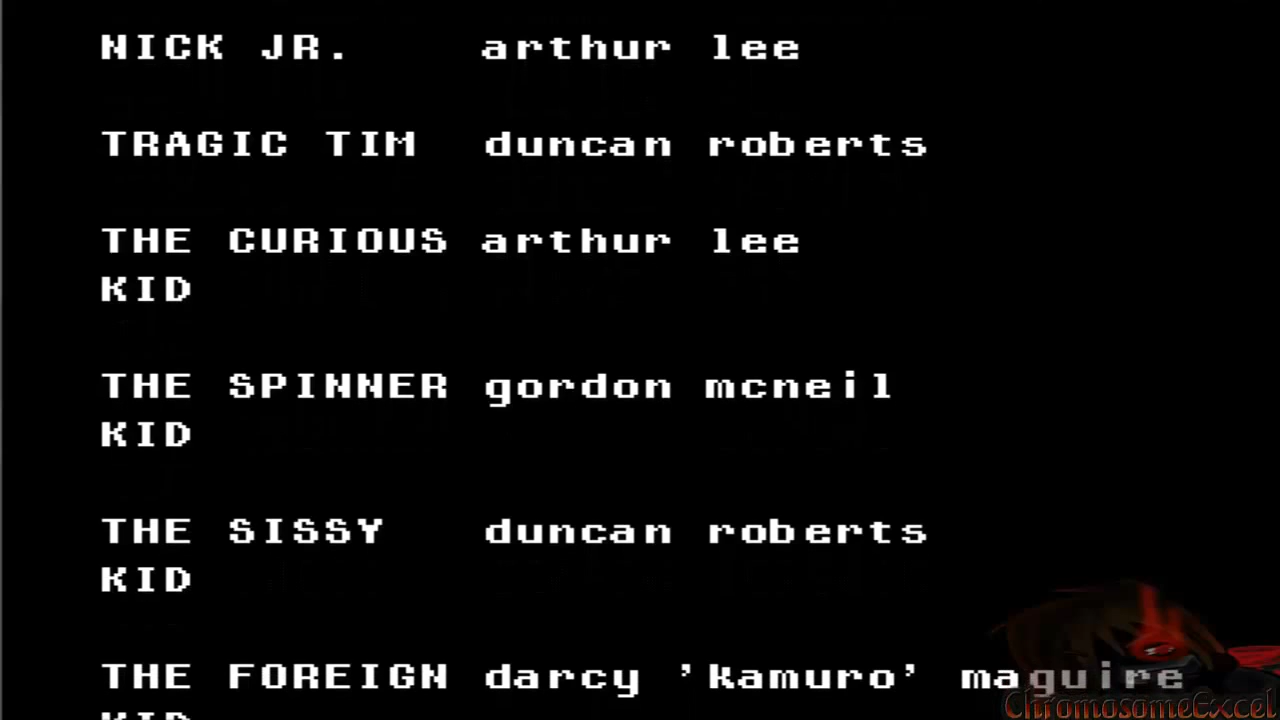 NICK JR. arthur lee
TRAGIC TIM duncan roberts
THE CURIOUS arthur lee
KID
THE SPINNER gordon mcneil
KID
THE SISSY duncan roberts
KID
THE FOREIGN darcy 'kamuro' maguire
KID
ChromosomeExcel